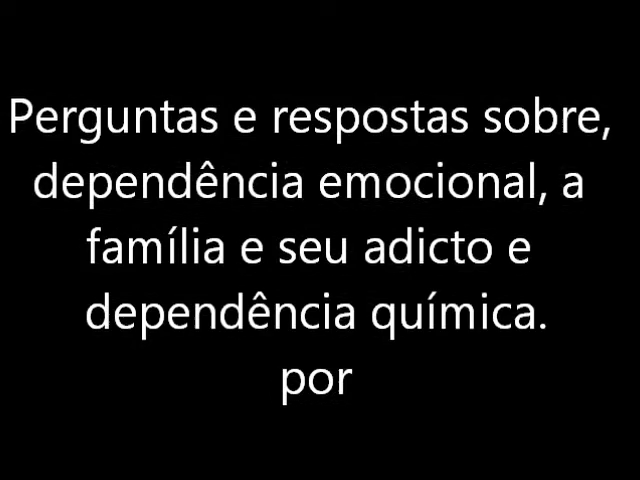 Perguntas e respostas sobre,
dependência emocional, a
família e seu adicto e
dependência química.
por